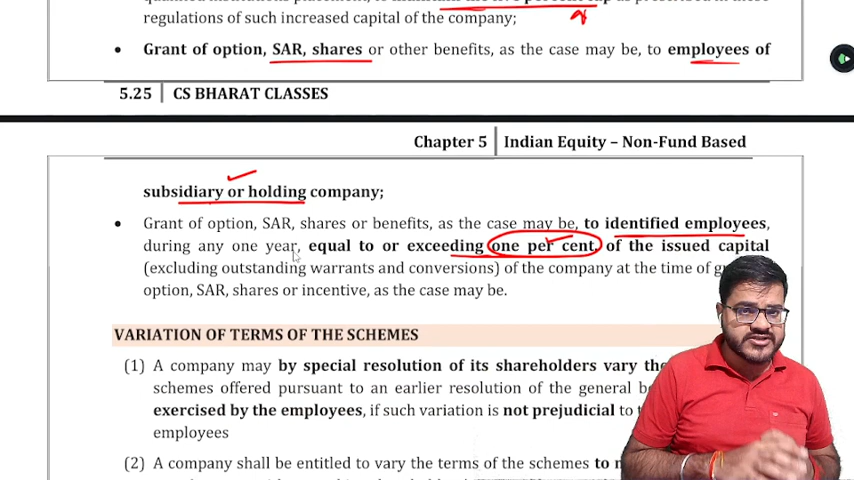 regulations of such increased capital of the company;
• Grant of option, SAR, shares or other benefits, as the case may be, to employees of
5.25 CS BHARAT CLASSES
Chapter 5 Indian Equity – Non-Fund Based
subsidiary or holding company;
• Grant of option, SAR, shares or benefits, as the case may be, to identified employees,
during any one year, equal to or exceeding one per cent, of the issued capital
(excluding outstanding warrants and conversions) of the company at the time of
option, SAR, shares or incentive, as the case may be.
VARIATION OF TERMS OF THE SCHEMES
(1) A company may by special resolution of its shareholders vary the
schemes offered pursuant to an earlier resolution of the general
exercised by the employees, if such variation is not prejudicial to
employees
(2) A company shall be entitled to vary the terms of the schemes to